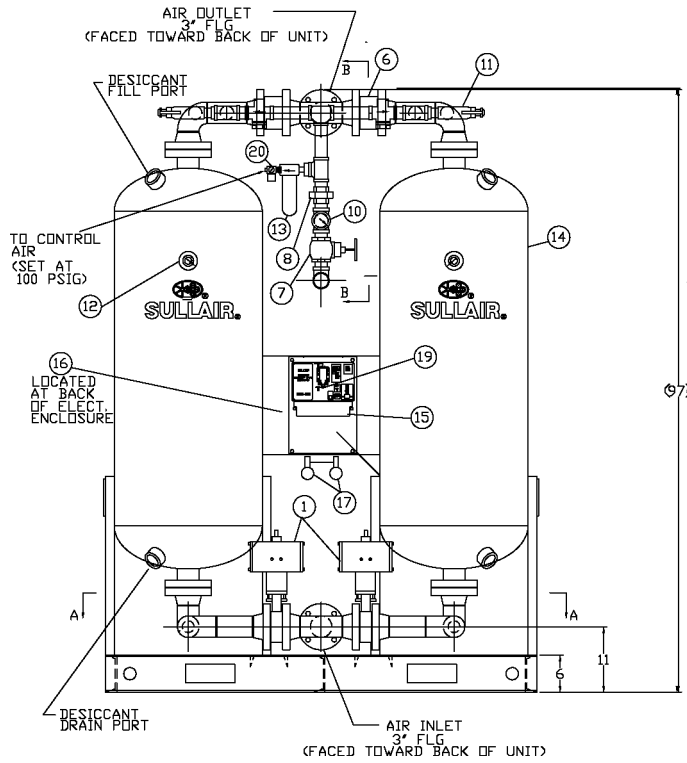 AIR OUTLET
3" FLG
(FACED TOWARD BACK OF UNIT)
B
6
11
DESICCANT
FILL PORT
20
13
10
8
7
B
TO CONTROL
AIR
(SET AT
100 PSIG)
12
14
SULLAIR®
SULLAIR®
16
LOCATED
AT BACK
OF ELECT.
ENCLOSURE
19
15
(97)
17
1
A
A
11
6
DESICCANT
DRAIN PORT
AIR INLET
3" FLG
(FACED TOWARD BACK OF UNIT)